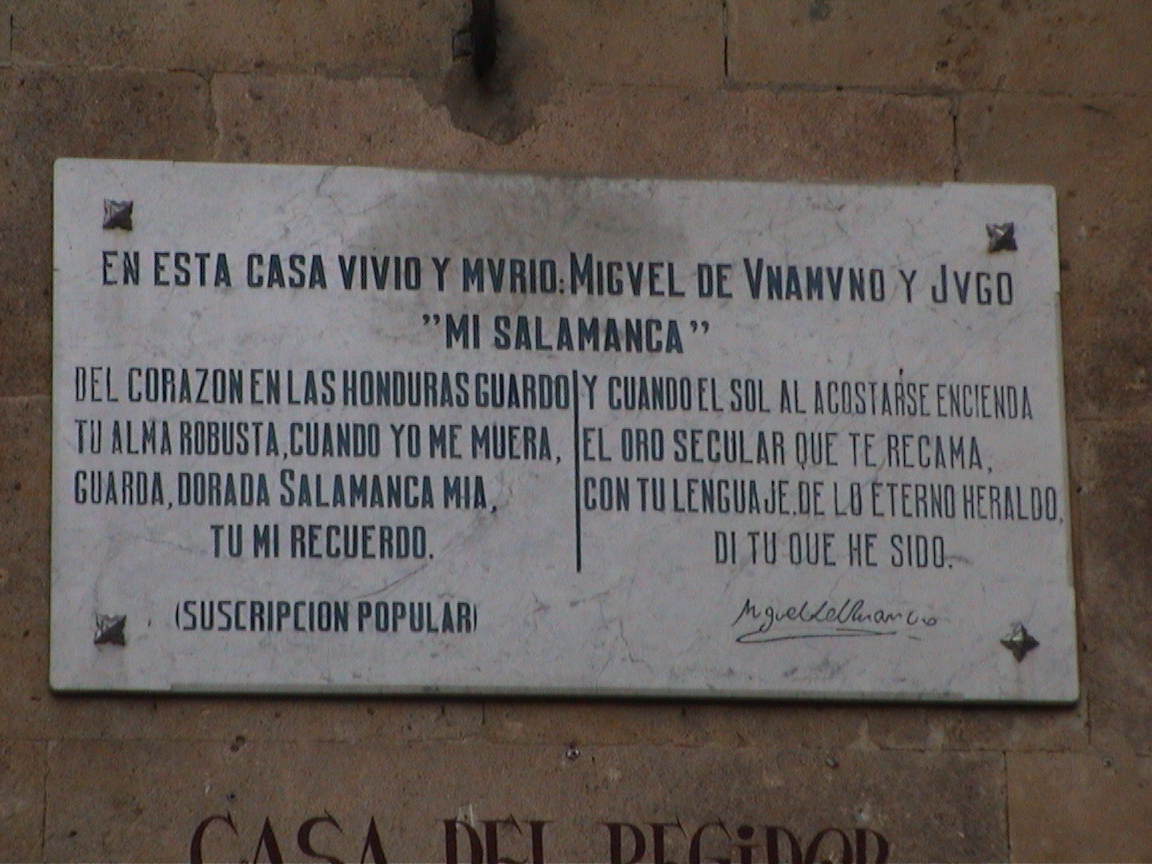 EN ESTA CASA VIVIO Y MVRIO: MIGVEL DE VNAMVNO Y JVGO
"MI SALAMANCA"
DEL CORAZON EN LAS HONDURAS GUARDO
TU ALMA ROBUSTA, CUANDO YO ME MUERA,
GUARDA, DORADA SALAMANCA MIA,
TU MI RECUERDO.
(SUSCRIPCION POPULAR)
Y CUANDO EL SOL AL ACOSTARSE ENCIENDA
EL ORO SECULAR QUE TE RECAMA,
CON TU LENGUAJE, DE LO ETERNO HERALDO,
DI TU QUE HE SIDO.
Miguel de Unamuno
CASA DEL REGIDOR